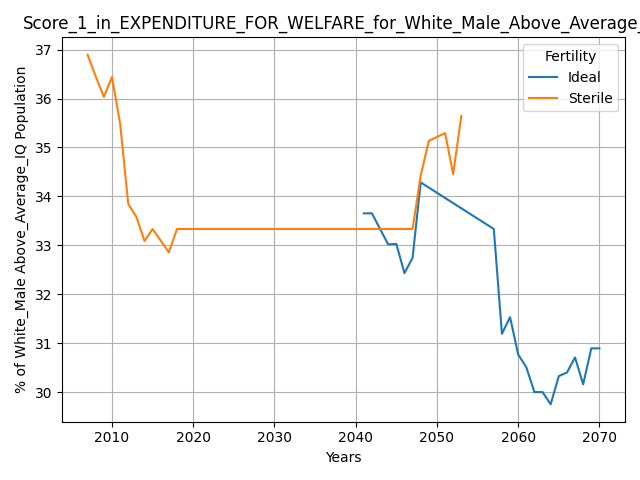 Score_1_in_EXPENDITURE_FOR_WELFARE_for_White_Male_Above_Average_
Fertility
Ideal
Sterile
% of White_Male Above_Average_IQ Population
37
36
35
34
33
32
31
30
2010 2020 2030 2040 2050 2060 2070
Years